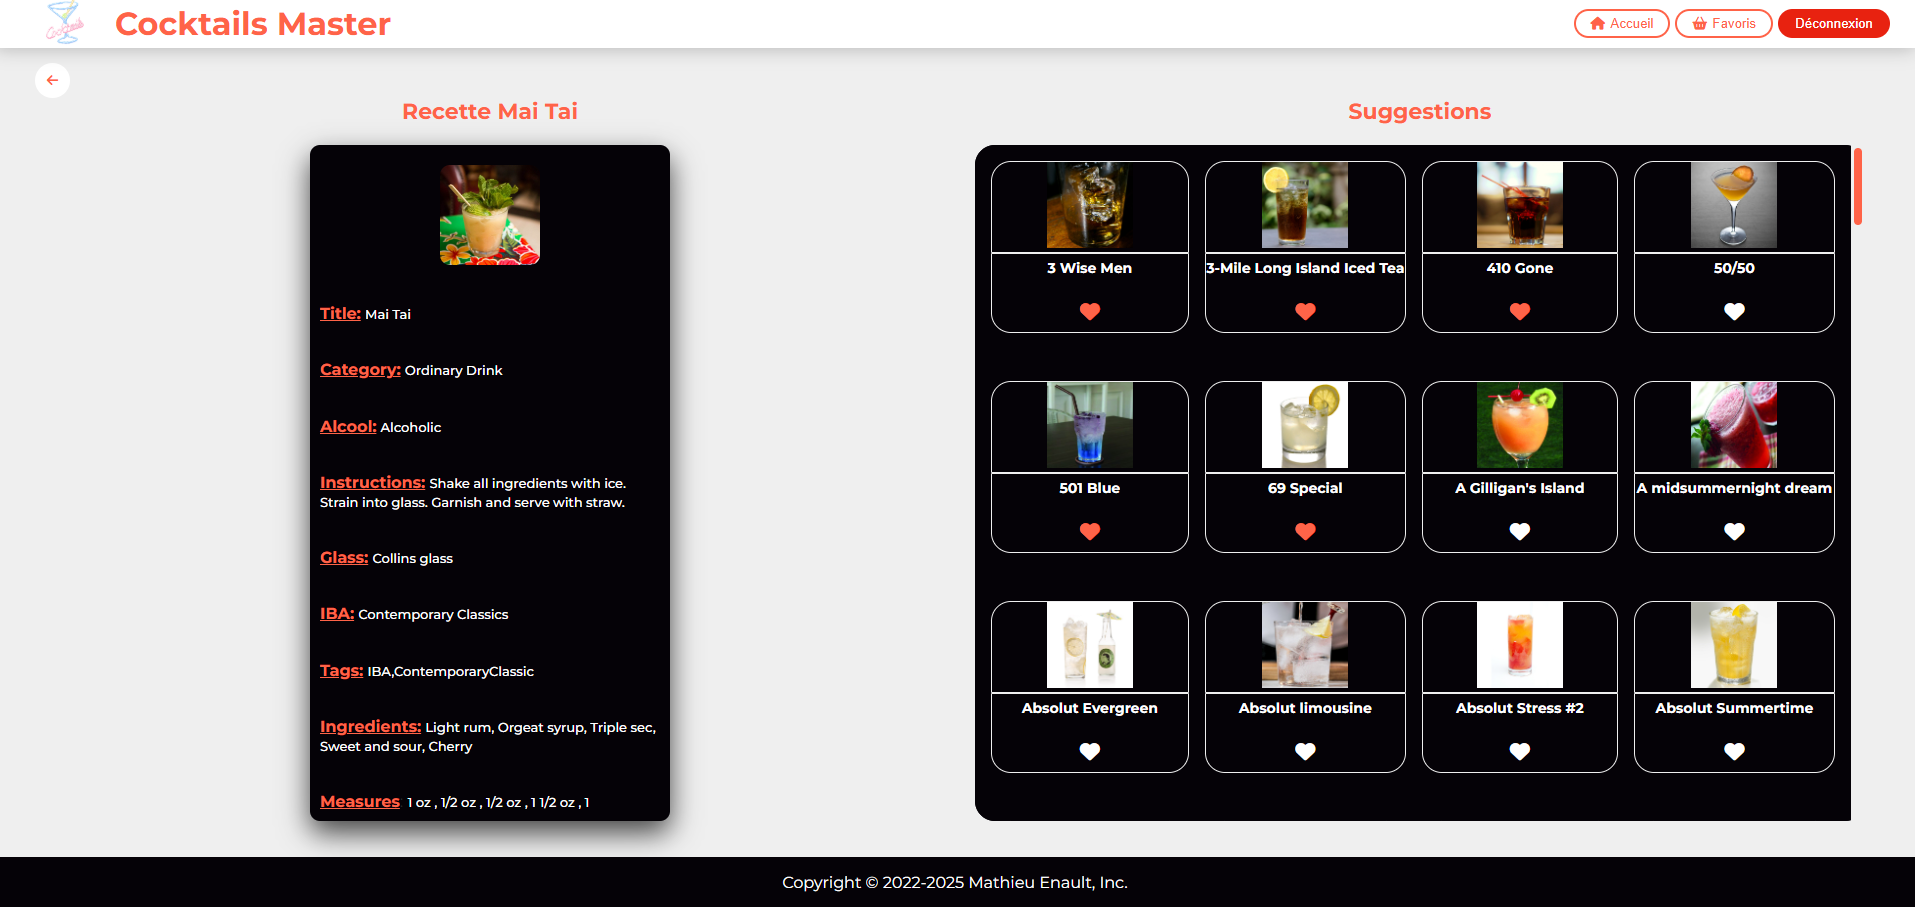 Cocktails
Cocktails Master
Accueil
Favoris
Déconnexion
Recette Mai Tai
Title: Mai Tai
Category: Ordinary Drink
Alcool: Alcoholic
Instructions: Shake all ingredients with ice.
Strain into glass. Garnish and serve with straw.
Glass: Collins glass
IBA: Contemporary Classics
Tags: IBA,ContemporaryClassic
Ingredients: Light rum, Orgeat syrup, Triple sec,
Sweet and sour, Cherry
Measures 1 oz , 1/2 oz , 1/2 oz , 1 1/2 oz , 1
Suggestions
3 Wise Men
3-Mile Long Island Iced Tea
410 Gone
50/50
501 Blue
69 Special
A Gilligan's Island
A midsummernight dream
Absolut Evergreen
Absolut limousine
Absolut Stress #2
Absolut Summertime
Copyright © 2022-2025 Mathieu Enault, Inc.